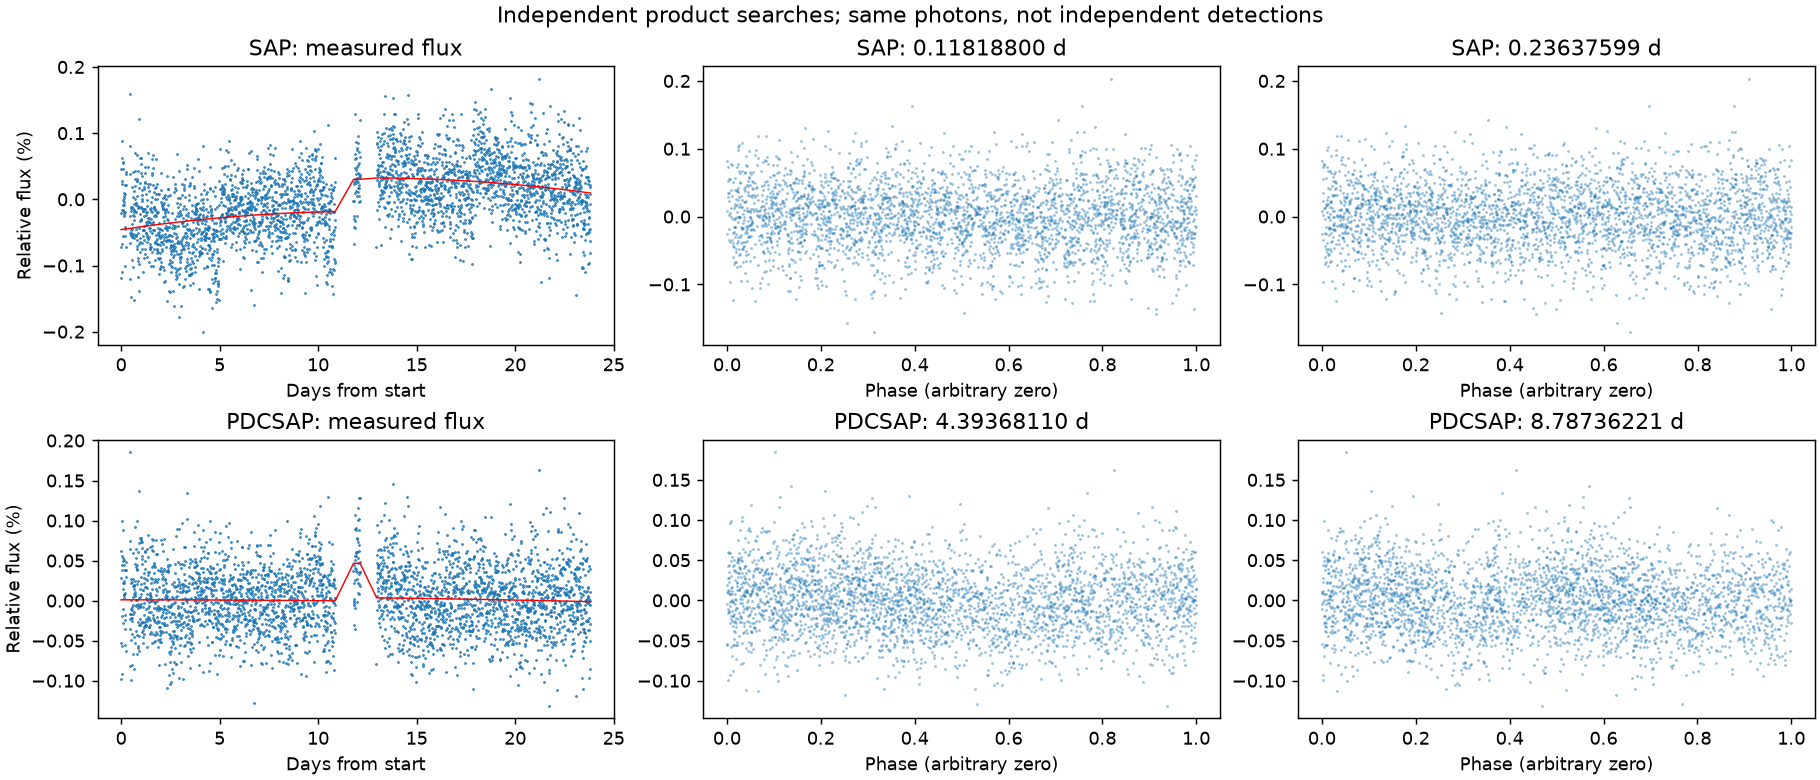 Independent product searches; same photons, not independent detections
SAP: measured flux
SAP: 0.11818800 d
SAP: 0.23637599 d
0.2
0.1
0.0
−0.1
−0.2
Relative flux (%)
0 5 10 15 20 25
Days from start
0.2
0.1
0.0
−0.1
0.0 0.2 0.4 0.6 0.8 1.0
Phase (arbitrary zero)
0.2
0.1
0.0
−0.1
0.0 0.2 0.4 0.6 0.8 1.0
Phase (arbitrary zero)
PDCSAP: measured flux
PDCSAP: 4.39368110 d
PDCSAP: 8.78736221 d
0.20
0.15
0.10
0.05
0.00
−0.05
−0.10
Relative flux (%)
0 5 10 15 20 25
Days from start
0.15
0.10
0.05
0.00
−0.05
−0.10
0.0 0.2 0.4 0.6 0.8 1.0
Phase (arbitrary zero)
0.15
0.10
0.05
0.00
−0.05
−0.10
0.0 0.2 0.4 0.6 0.8 1.0
Phase (arbitrary zero)